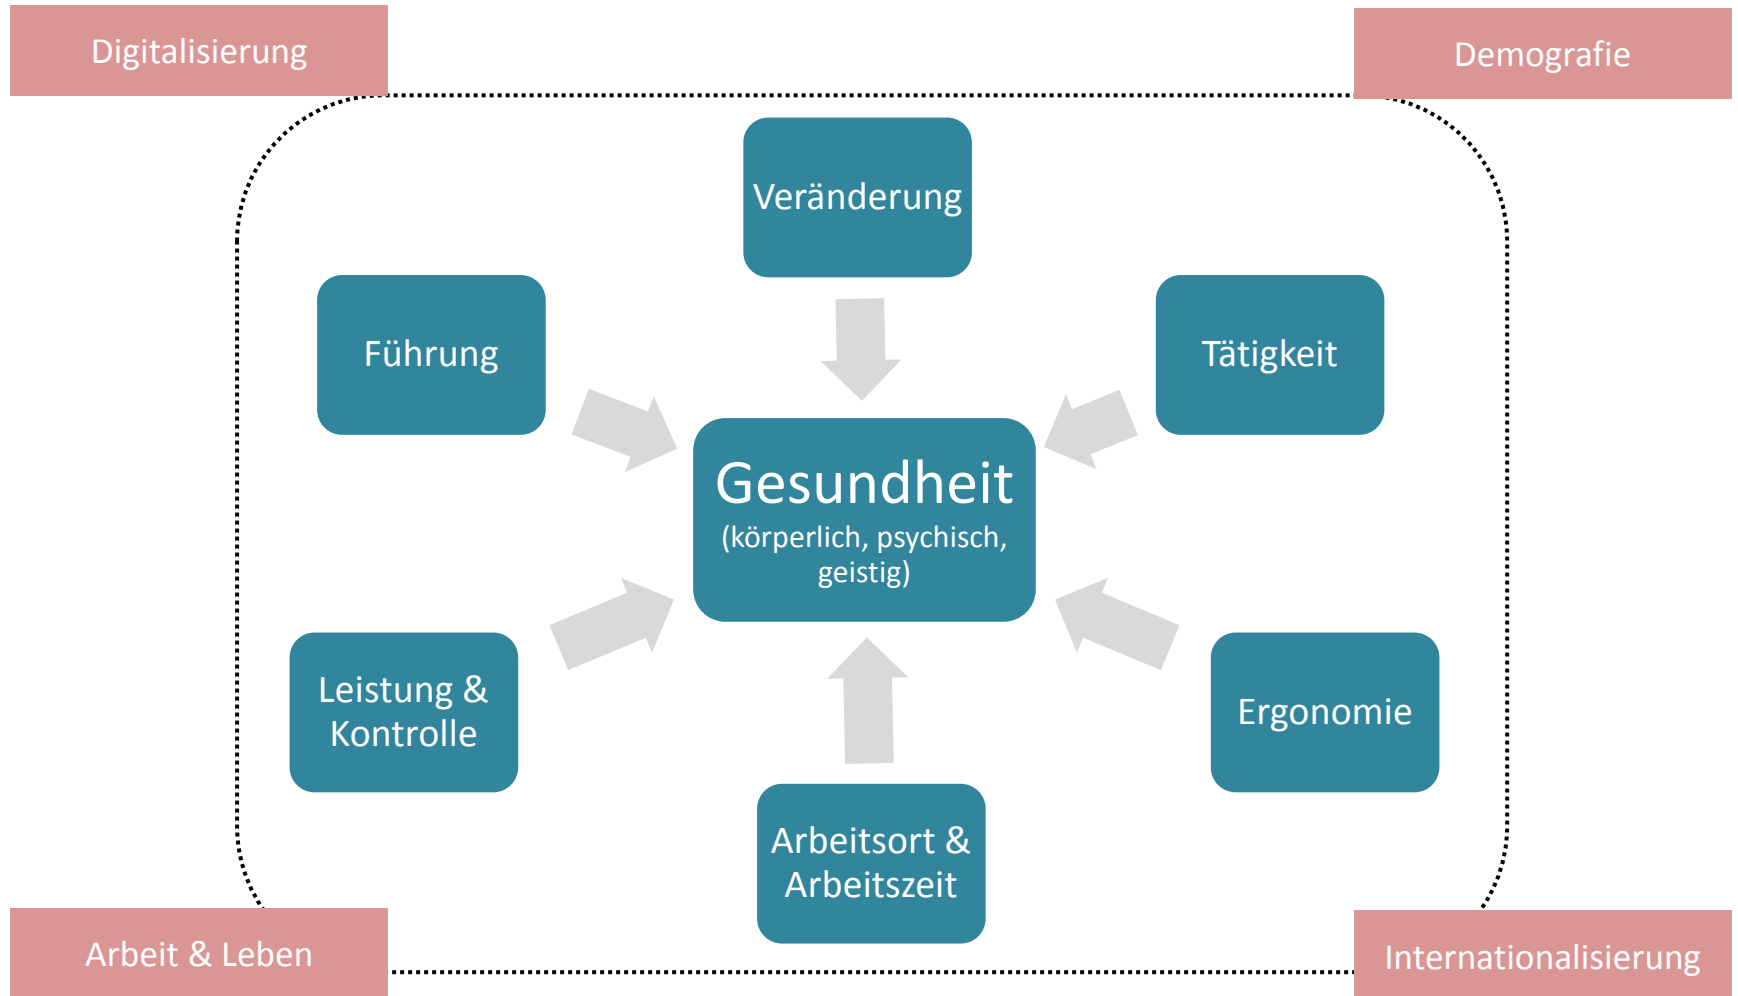 Digitalisierung
Demografie
Veränderung
Führung
Tätigkeit
Gesundheit
(körperlich, psychisch,
geistig)
Leistung &
Kontrolle
Ergonomie
Arbeitsort &
Arbeitszeit
Arbeit & Leben
Internationalisierung